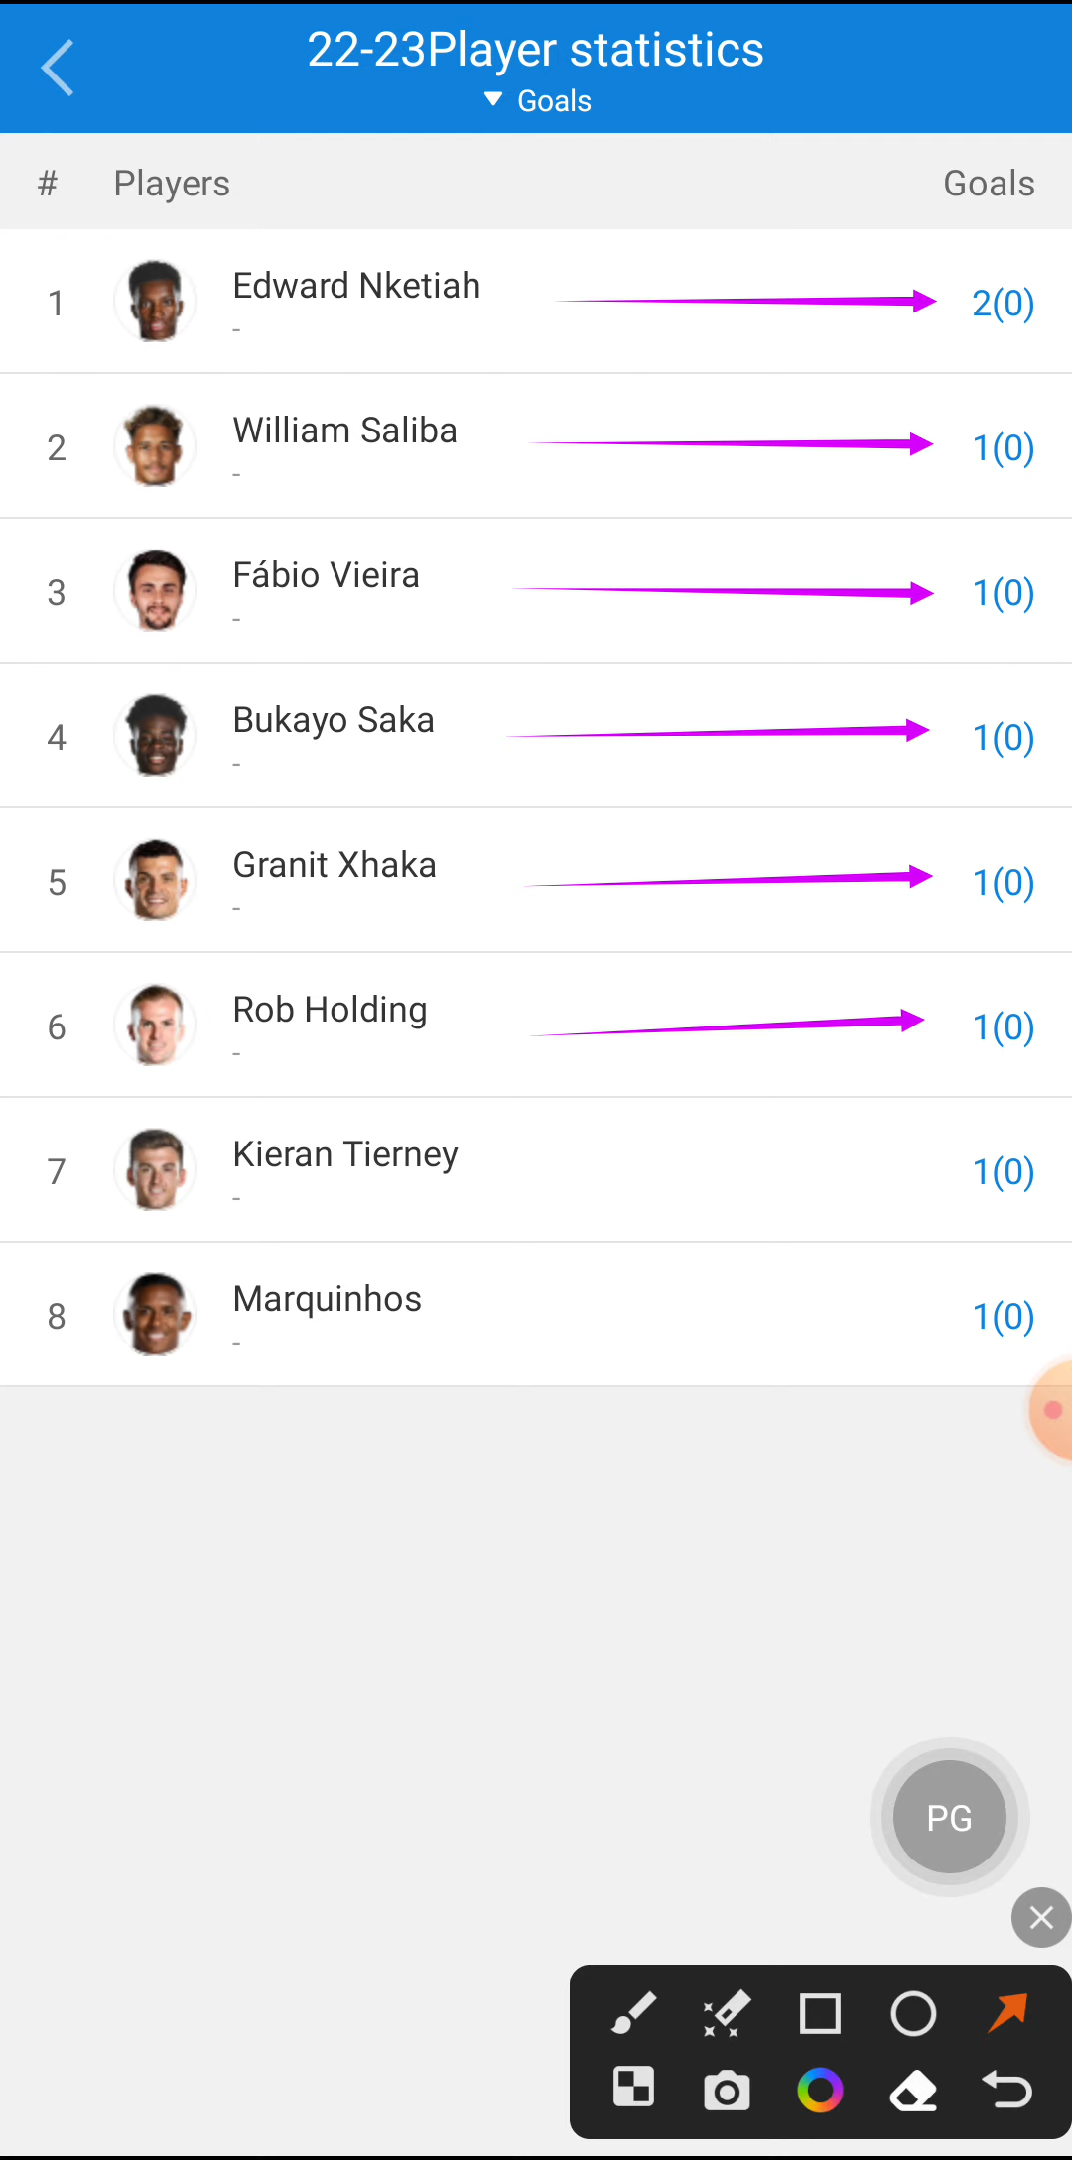 22-23Player statistics
Goals
# Players Goals
1 Edward Nketiah 2(0)
-
2 William Saliba 1(0)
-
3 Fábio Vieira 1(0)
-
4 Bukayo Saka 1(0)
-
5 Granit Xhaka 1(0)
-
6 Rob Holding 1(0)
-
7 Kieran Tierney 1(0)
-
8 Marquinhos 1(0)
-
PG